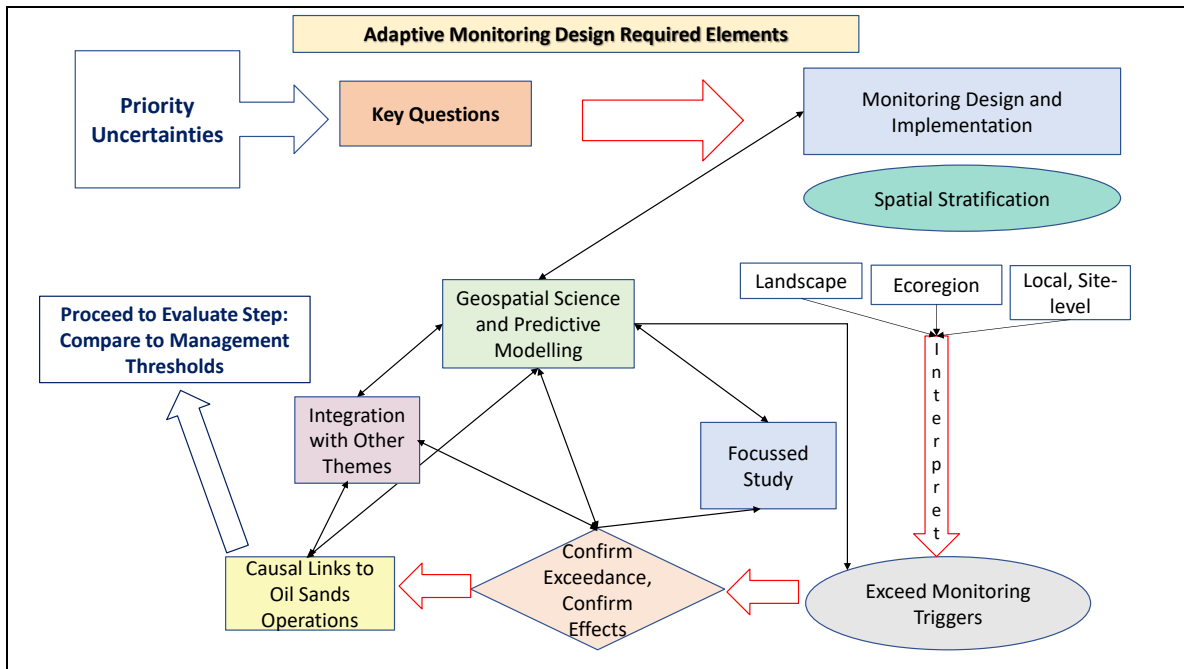 Adaptive Monitoring Design Required Elements
Priority
Uncertainties
Key Questions
Monitoring Design and
Implementation
Spatial Stratification
Landscape
Ecoregion
Local, Site-
level
Geospatial Science
and Predictive
Modelling
Proceed to Evaluate Step:
Compare to Management
Thresholds
Integration
with Other
Themes
Focussed
Study
Interpret
Causal Links to
Oil Sands
Operations
Confirm
Exceedance,
Confirm
Effects
Exceed Monitoring
Triggers